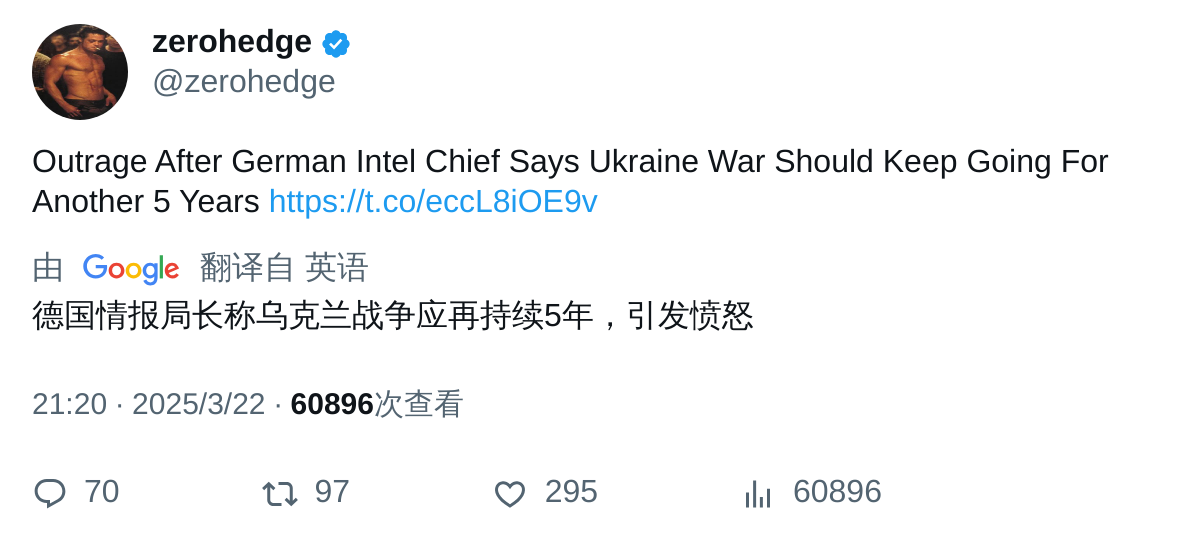 zerohedge
@zerohedge
Outrage After German Intel Chief Says Ukraine War Should Keep Going For
Another 5 Years https://t.co/eccL8iOE9v
由 Google 翻译自 英语
德国情报局长称乌克兰战争应再持续5年，引发愤怒
21:20 · 2025/3/22 · 60896次查看
70 97 295 60896